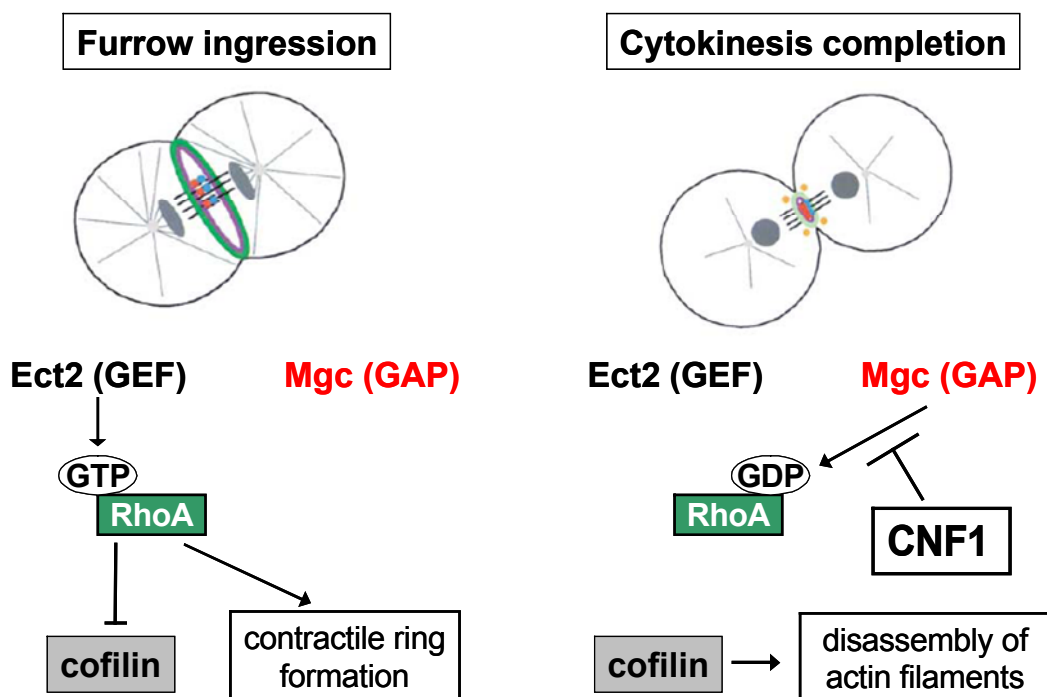 Furrow ingression
Cytokinesis completion
Ect2 (GEF)
Mgc (GAP)
GTP
RhoA
cofilin
contractile ring
formation
Ect2 (GEF)
Mgc (GAP)
GDP
RhoA
CNF1
cofilin
disassembly of
actin filaments